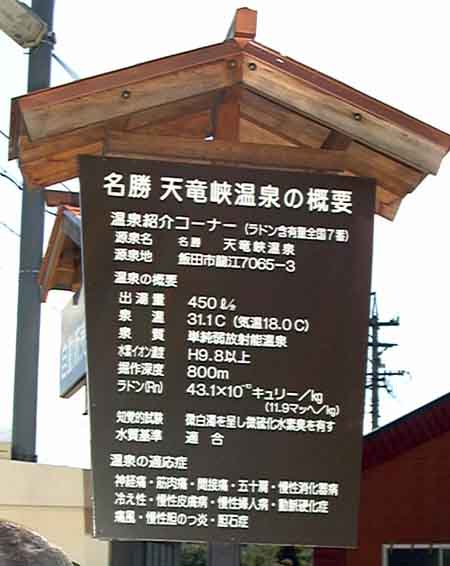 名勝 天竜峡温泉の概要
温泉紹介コーナー (ラドン含有量全国7番)
源泉名 名勝 天竜峡温泉
源泉地 飯田市龍江7065-3
温泉の概要
出湯量 450ℓ/s
泉温 31.1C (気温18.0C)
泉質 単純弱放射能温泉
水素イオン濃度 H9.8以上
掘作深度 800m
ラドン(Rn) 43.1×10⁻¹⁰キュリー/kg
(11.9マッヘ/kg)
知覚的試験 微白濁を呈し微硫化水素臭を有す
水質基準 適合
温泉の適応症
神経痛・筋肉痛・関接痛・五十肩・慢性消化器病
冷え性・慢性皮膚病・慢性婦人病・動脈硬化症
痛風・慢性胆のう炎・胆石症